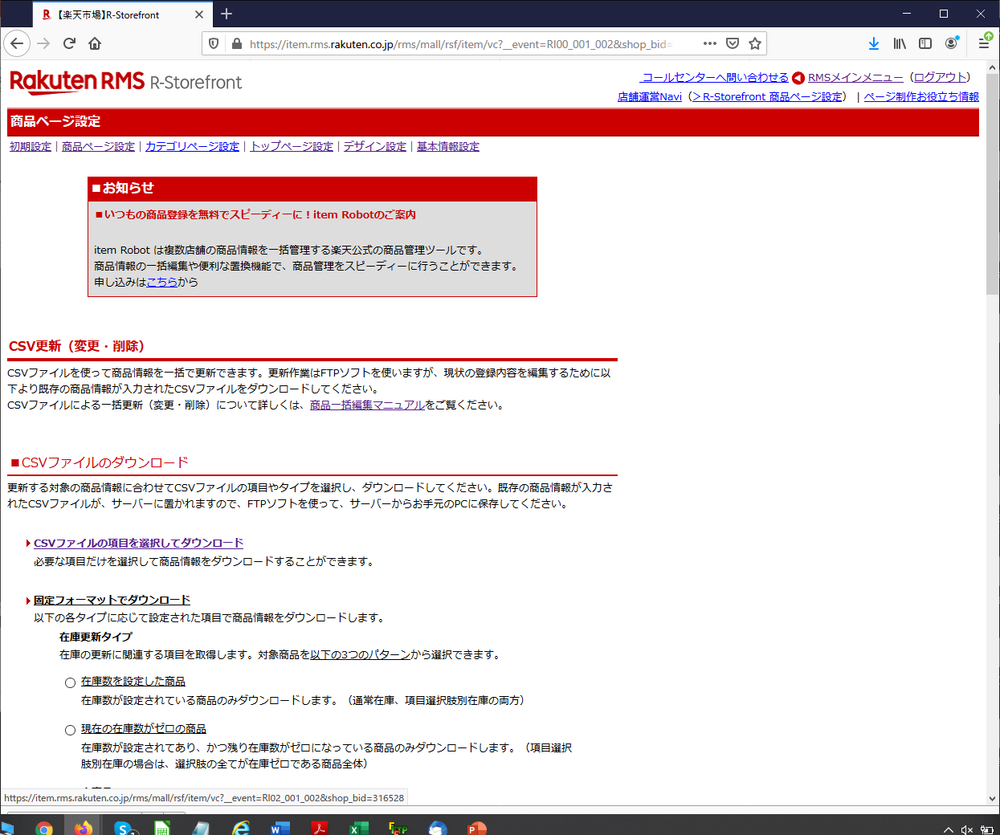 【楽天市場】R-Storefront
https://item.rms.rakuten.co.jp/rms/mall/rsf/item/vc?__event=RI00_001_002&shop_bid=
Rakuten RMS R-Storefront
コールセンターへ問い合わせる RMSメインメニュー（ログアウト）
店舗運営Navi（＞R-Storefront 商品ページ設定） | ページ制作お役立ち情報
商品ページ設定
初期設定 | 商品ページ設定 | カテゴリページ設定 | トップページ設定 | デザイン設定 | 基本情報設定
■お知らせ
■いつもの商品登録を無料でスピーディーに！item Robotのご案内
item Robot は複数店舗の商品情報を一括管理する楽天公式の商品管理ツールです。
商品情報の一括編集や便利な置換機能で、商品管理をスピーディーに行うことができます。
申し込みはこちらから
CSV更新（変更・削除）
CSVファイルを使って商品情報を一括で更新できます。更新作業はFTPソフトを使いますが、現状の登録内容を編集するために以
下より既存の商品情報が入力されたCSVファイルをダウンロードしてください。
CSVファイルによる一括更新（変更・削除）について詳しくは、商品一括編集マニュアルをご覧ください。
■CSVファイルのダウンロード
更新する対象の商品情報に合わせてCSVファイルの項目やタイプを選択し、ダウンロードしてください。既存の商品情報が入力さ
れたCSVファイルが、サーバーに置かれますので、FTPソフトを使って、サーバーからお手元のPCに保存してください。
CSVファイルの項目を選択してダウンロード
必要な項目だけを選択して商品情報をダウンロードすることができます。
固定フォーマットでダウンロード
以下の各タイプに応じて設定された項目で商品情報をダウンロードします。
在庫更新タイプ
在庫の更新に関連する項目を取得します。対象商品を以下の3つのパターンから選択できます。
在庫数を設定した商品
在庫数が設定されている商品のみダウンロードします。（通常在庫、項目選択肢別在庫の両方）
現在の在庫数がゼロの商品
在庫数が設定されてあり、かつ残り在庫数がゼロになっている商品のみダウンロードします。（項目選択
肢別在庫の場合は、選択肢の全てが在庫ゼロである商品全体）
https://item.rms.rakuten.co.jp/rms/mall/rsf/item/vc?__event=RI02_001_002&shop_bid=316528